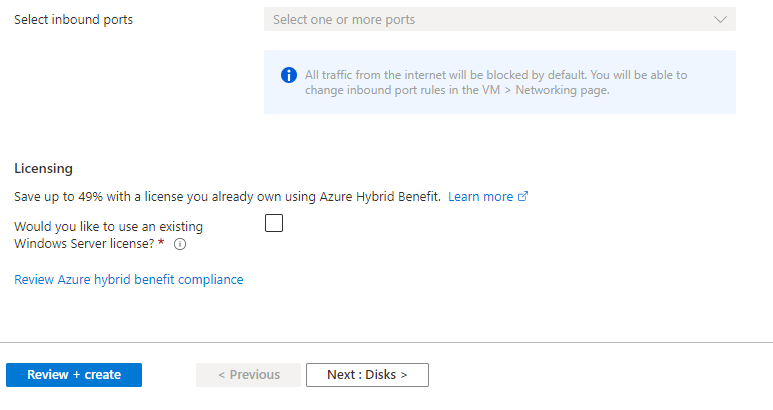 Select inbound ports
Select one or more ports
All traffic from the internet will be blocked by default. You will be able to
change inbound port rules in the VM > Networking page.
Licensing
Save up to 49% with a license you already own using Azure Hybrid Benefit. Learn more
Would you like to use an existing
Windows Server license? *
Review Azure hybrid benefit compliance
Review + create
< Previous
Next : Disks >